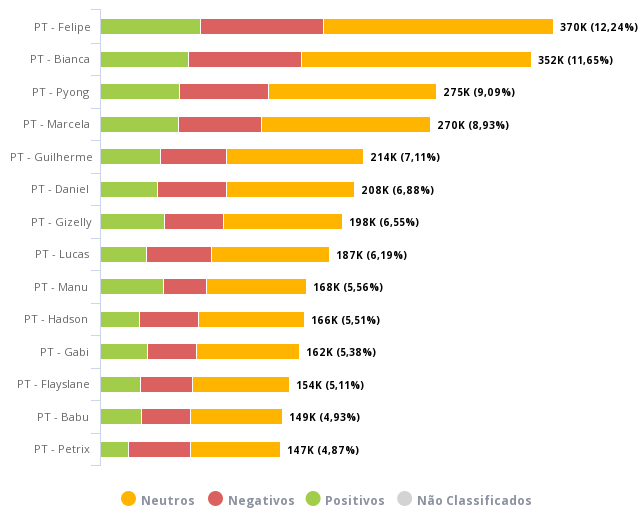 PT - Felipe 370K (12,24%)
PT - Bianca 352K (11,65%)
PT - Pyong 275K (9,09%)
PT - Marcela 270K (8,93%)
PT - Guilherme 214K (7,11%)
PT - Daniel 208K (6,88%)
PT - Gizelly 198K (6,55%)
PT - Lucas 187K (6,19%)
PT - Manu 168K (5,56%)
PT - Hadson 166K (5,51%)
PT - Gabi 162K (5,38%)
PT - Flayslane 154K (5,11%)
PT - Babu 149K (4,93%)
PT - Petrix 147K (4,87%)
Neutros Negativos Positivos Não Classificados